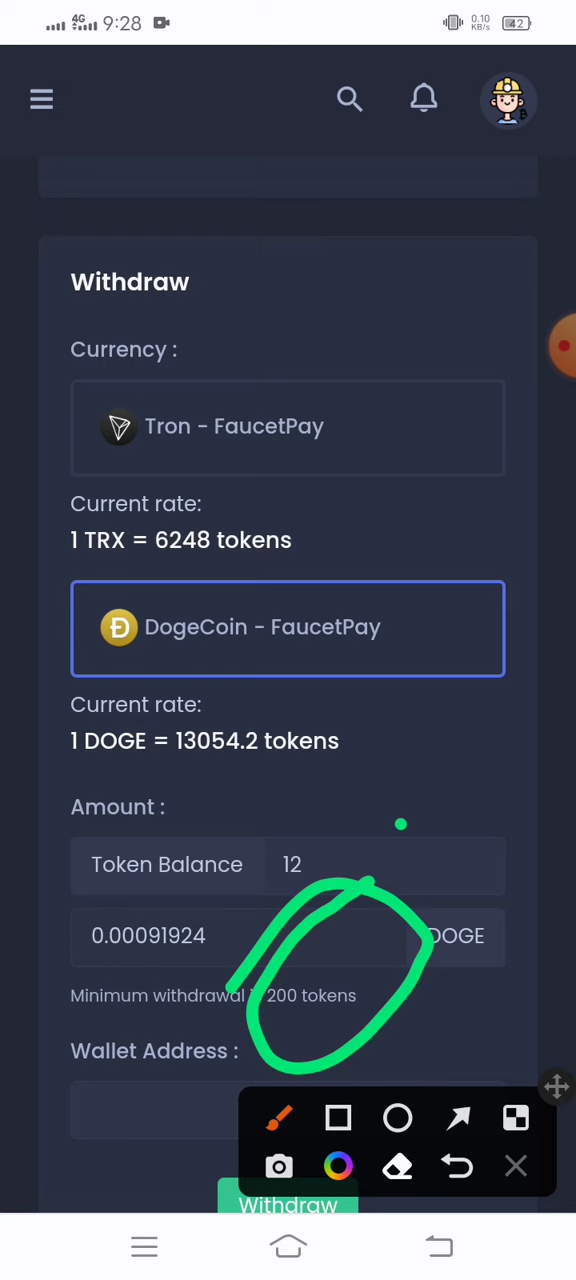 4G 9:28 0.10 KB/s 42
Withdraw
Currency :
Tron - FaucetPay
Current rate:
1 TRX = 6248 tokens
DogeCoin - FaucetPay
Current rate:
1 DOGE = 13054.2 tokens
Amount :
Token Balance 12
0.00091924 DOGE
Minimum withdrawal 200 tokens
Wallet Address :
Withdraw